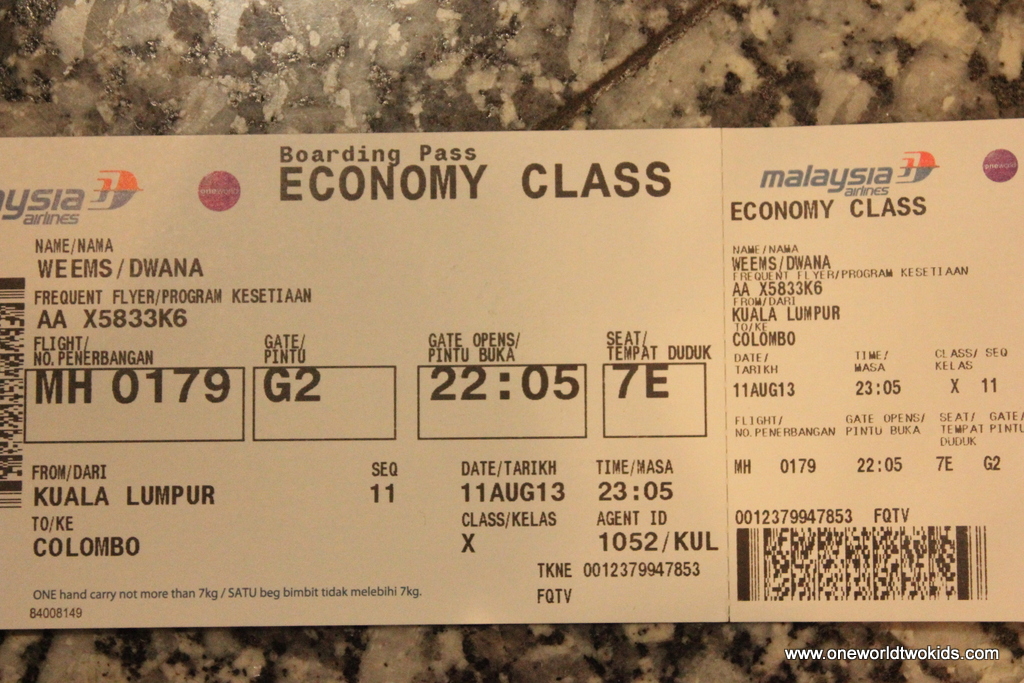 aysia airlines
oneworld
Boarding Pass
ECONOMY CLASS
NAME/NAMA
WEEMS/DWANA
FREQUENT FLYER/PROGRAM KESETIAAN
AA X5833K6
FLIGHT/ NO.PENERBANGAN
GATE/ PINTU
GATE OPENS/ PINTU BUKA
SEAT/ TEMPAT DUDUK
MH 0179 G2 22:05 7E
FROM/DARI SEQ DATE/TARIKH TIME/MASA
KUALA LUMPUR 11 11AUG13 23:05
TO/KE CLASS/KELAS AGENT ID
COLOMBO X 1052/KUL
TKNE 0012379947853
FQTV
ONE hand carry not more than 7kg / SATU beg bimbit tidak melebihi 7kg.
84008149
malaysia airlines
oneworld
ECONOMY CLASS
NAME/NAMA
WEEMS/DWANA
FREQUENT FLYER/PROGRAM KESETIAAN
AA X5833K6
FROM/DARI
KUALA LUMPUR
TO/KE
COLOMBO
DATE/ TARIKH
TIME/ MASA
CLASS/ KELAS
SEQ
11AUG13 23:05 X 11
FLIGHT/ NO.PENERBANGAN
GATE OPENS/ PINTU BUKA
SEAT/ TEMPAT DUDUK
GATE/ PINTU
MH 0179 22:05 7E G2
0012379947853 FQTV
www.oneworldtwokids.com